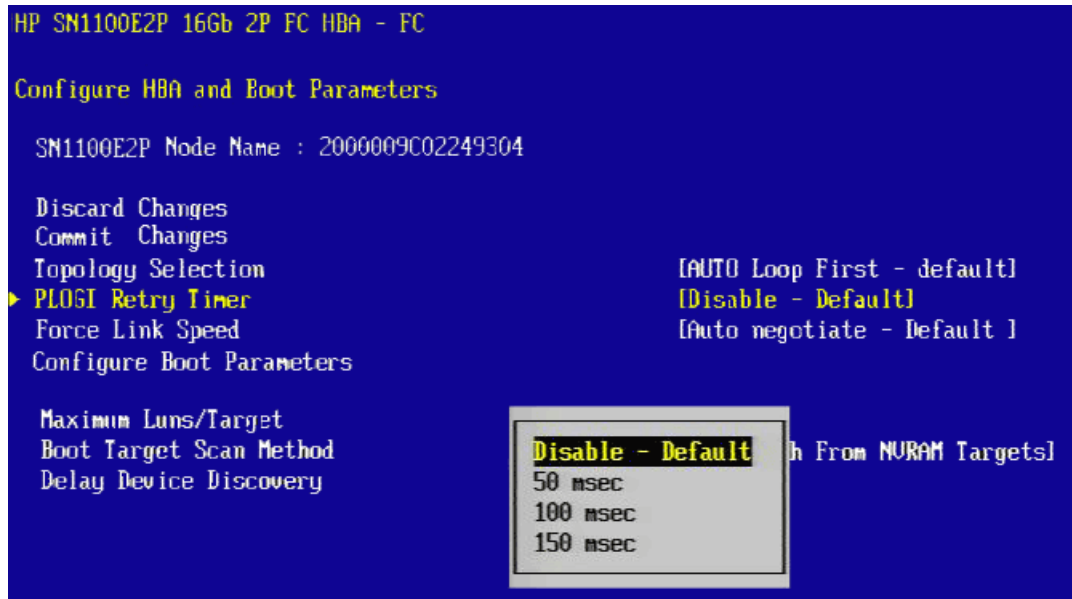 HP SN1100E2P 16Gb 2P FC HBA - FC
Configure HBA and Boot Parameters
SN1100E2P Node Name : 2000009C02249304
Discard Changes
Commit Changes
Topology Selection [AUTO Loop First - default]
PLOGI Retry Timer [Disable - Default]
Force Link Speed [Auto negotiate - Default ]
Configure Boot Parameters
Maximum Luns/Target
Boot Target Scan Method h From NVRAM Targets]
Delay Device Discovery
Disable - Default
50 msec
100 msec
150 msec